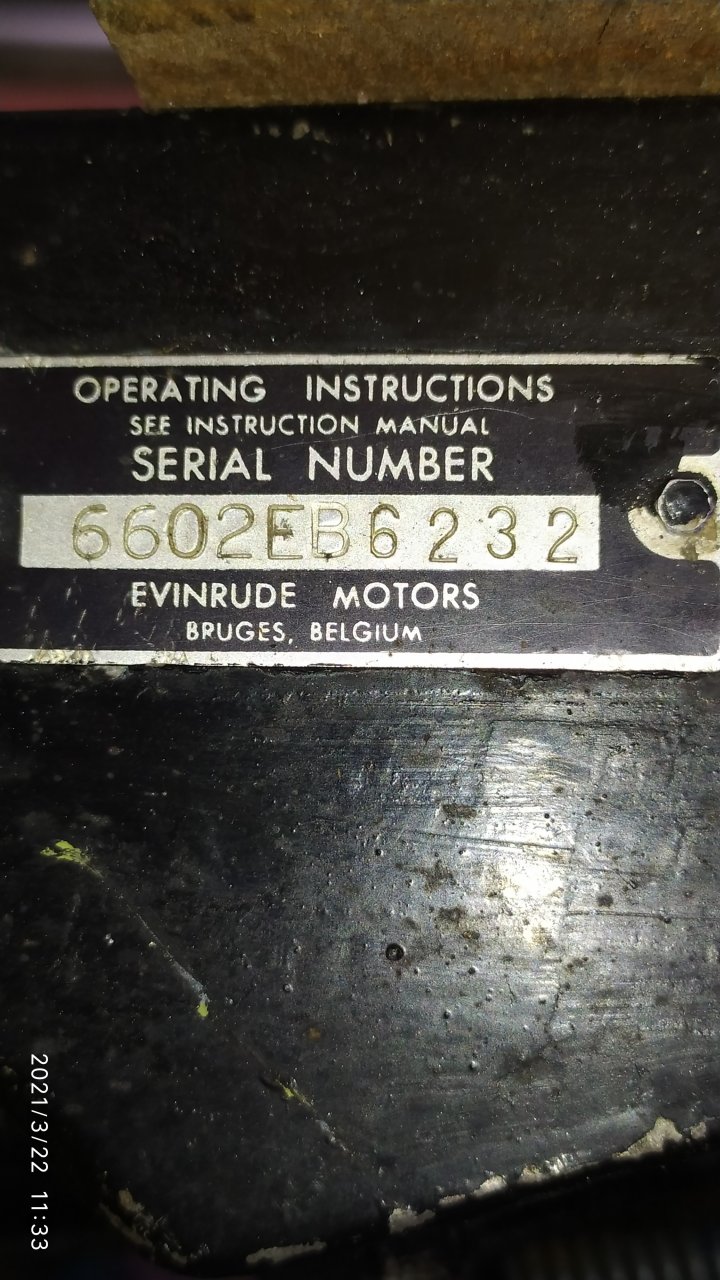 OPERATING INSTRUCTIONS
SEE INSTRUCTION MANUAL
SERIAL NUMBER
6602EB6232
EVINRUDE MOTORS
BRUGES, BELGIUM
2021/3/22 11:33